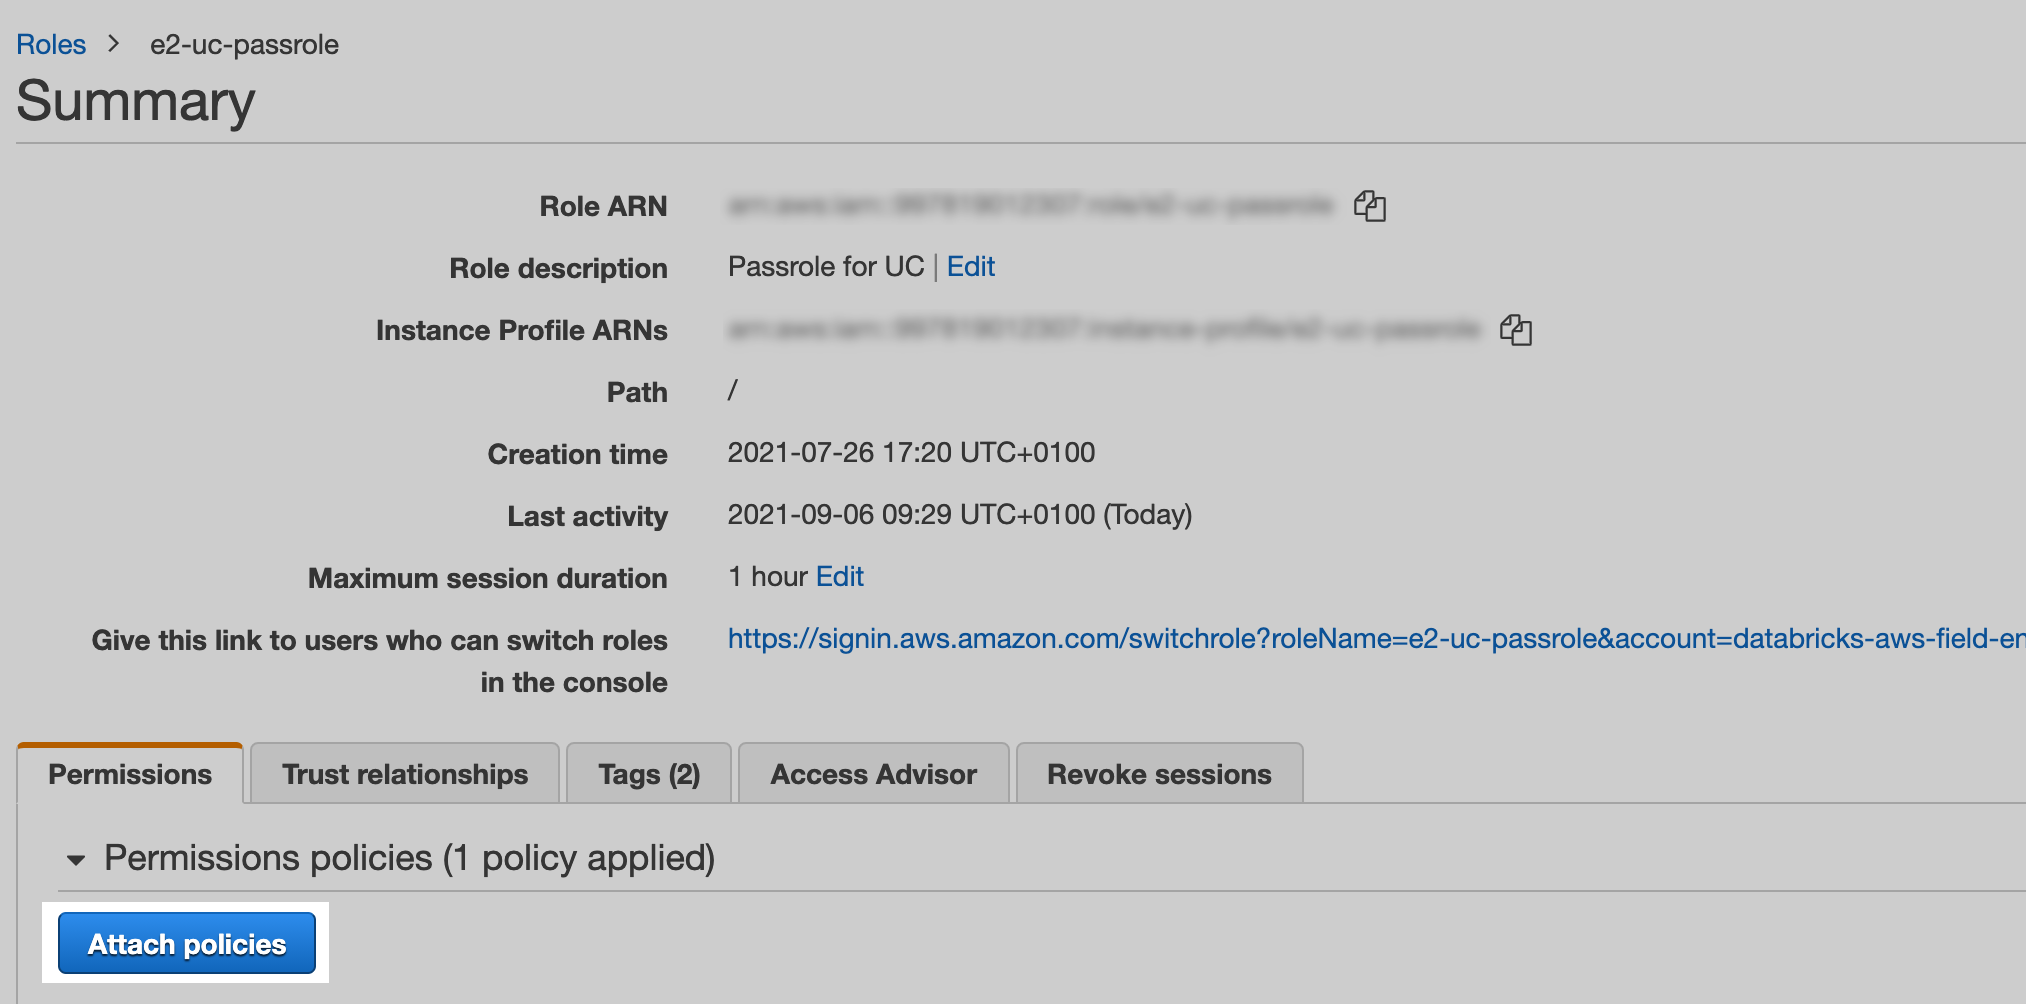 Roles > e2-uc-passrole
Summary
Role ARN
Role description Passrole for UC | Edit
Instance Profile ARNs
Path /
Creation time 2021-07-26 17:20 UTC+0100
Last activity 2021-09-06 09:29 UTC+0100 (Today)
Maximum session duration 1 hour Edit
Give this link to users who can switch roles https://signin.aws.amazon.com/switchrole?roleName=e2-uc-passrole&account=databricks-aws-field-en
in the console
Permissions Trust relationships Tags (2) Access Advisor Revoke sessions
Permissions policies (1 policy applied)
Attach policies